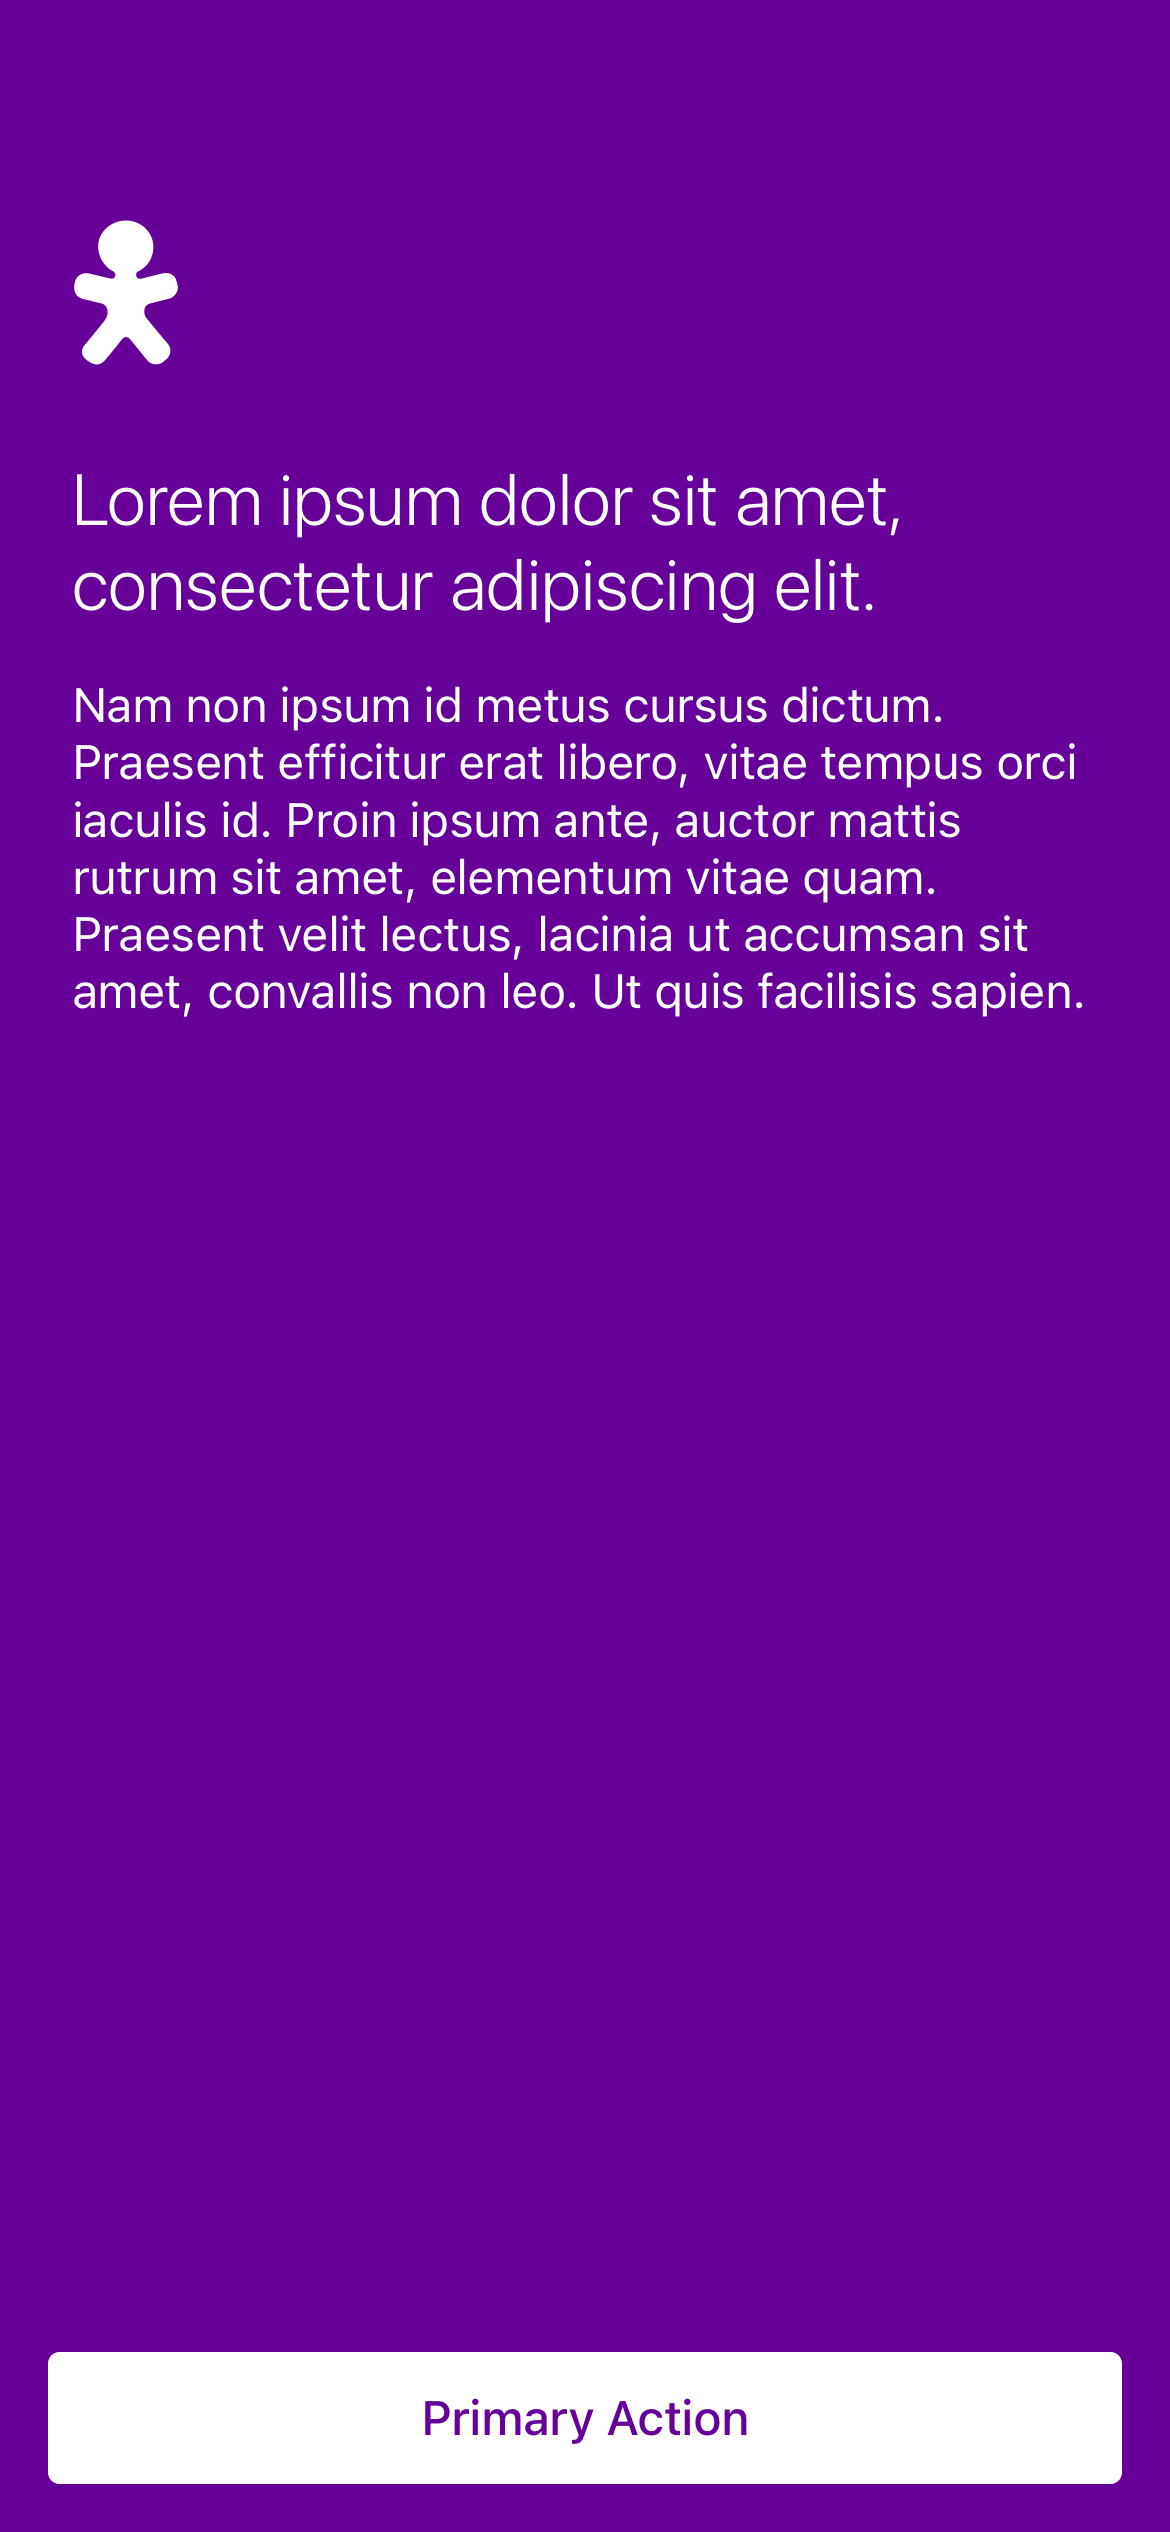 Lorem ipsum dolor sit amet,
consectetur adipiscing elit.
Nam non ipsum id metus cursus dictum.
Praesent efficitur erat libero, vitae tempus orci
iaculis id. Proin ipsum ante, auctor mattis
rutrum sit amet, elementum vitae quam.
Praesent velit lectus, lacinia ut accumsan sit
amet, convallis non leo. Ut quis facilisis sapien.
Primary Action